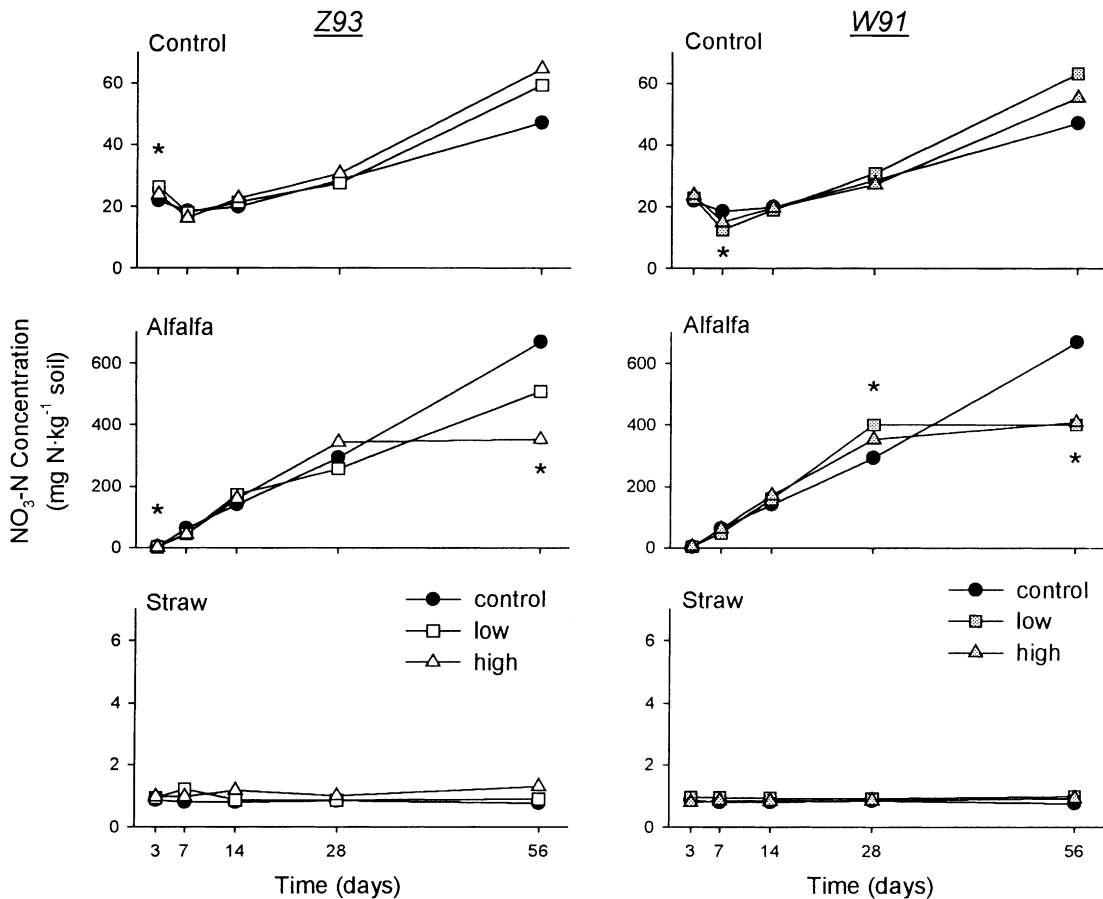 Z93
W91
Control
60
40
20
0
*
Control
60
40
20
0
*
NO₃-N Concentration
(mg N·kg⁻¹ soil)
Alfalfa
600
400
200
0
*
*
Alfalfa
600
400
200
0
*
*
Straw
6
4
2
0
control
low
high
3 7 14 28 56
Time (days)
Straw
6
4
2
0
control
low
high
3 7 14 28 56
Time (days)